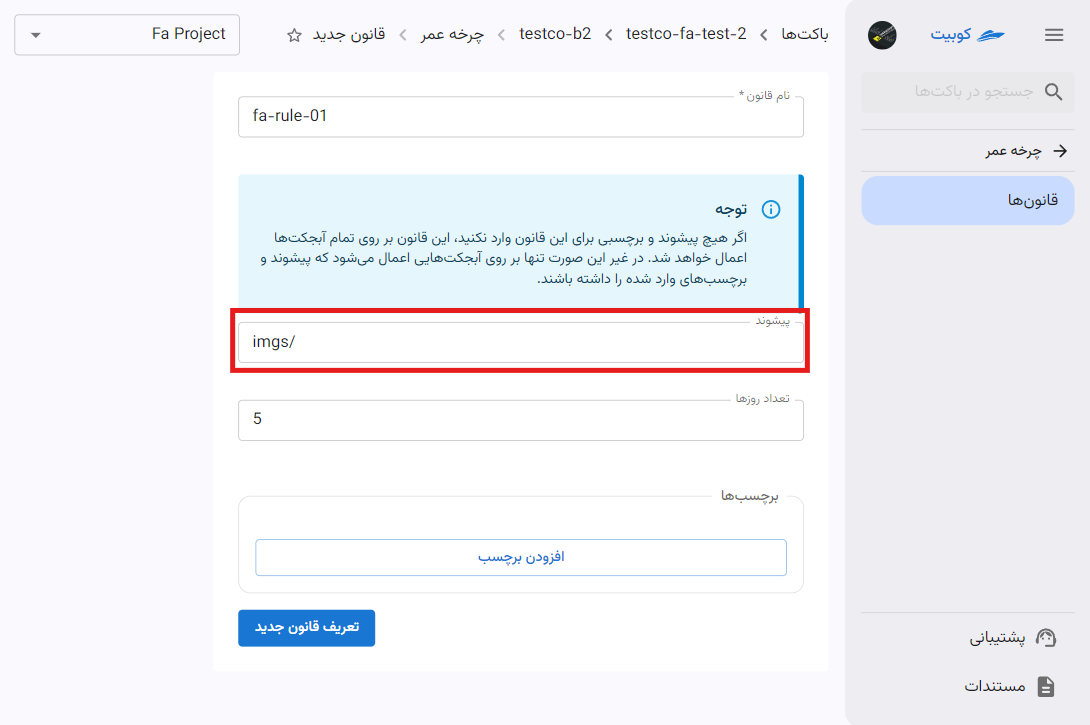 کوبیت
جستجو در باکت‌ها
چرخه عمر
قانون‌ها
پشتیبانی
مستندات
باکت‌ها
testco-fa-test-2
testco-b2
چرخه عمر
قانون جدید
Fa Project
نام قانون *
fa-rule-01
توجه
اگر هیچ پیشوند و برچسبی برای این قانون وارد نکنید، این قانون بر روی تمام آبجکت‌ها
اعمال خواهد شد. در غیر این صورت تنها بر روی آبجکت‌هایی اعمال می‌شود که پیشوند و
برچسب‌های وارد شده را داشته باشند.
پیشوند
imgs/
تعداد روزها
5
برچسب‌ها
افزودن برچسب
تعریف قانون جدید